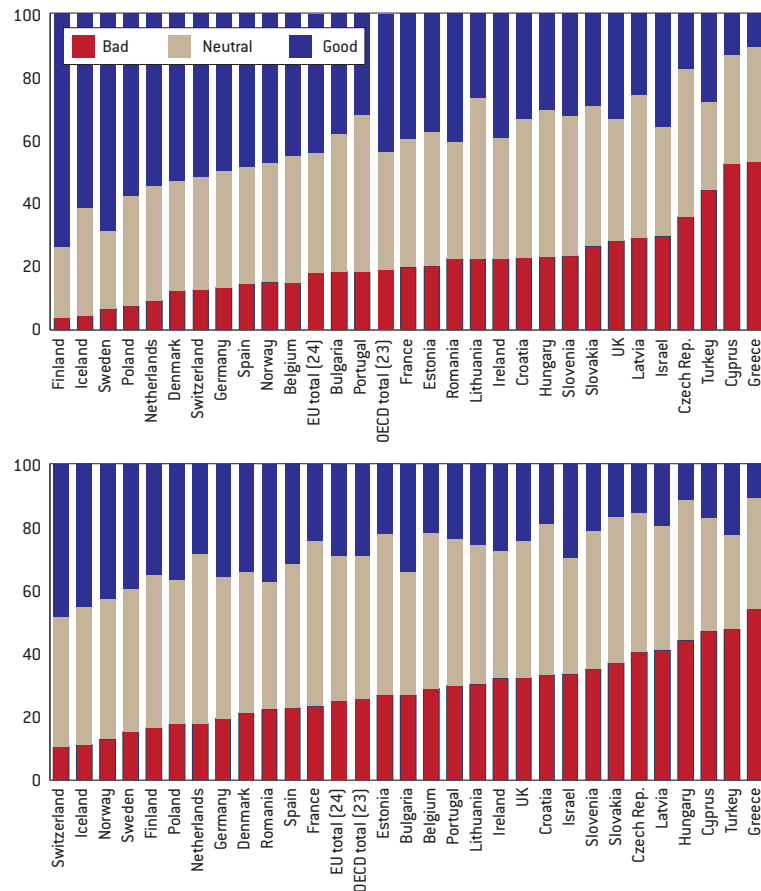 100
80
60
40
20
0
Bad Neutral Good
Finland
Iceland
Sweden
Poland
Netherlands
Denmark
Switzerland
Germany
Spain
Norway
Belgium
EU total (24)
Bulgaria
Portugal
OECD total (23)
France
Estonia
Romania
Lithuania
Ireland
Croatia
Hungary
Slovenia
Slovakia
UK
Latvia
Israel
Czech Rep.
Turkey
Cyprus
Greece
100
80
60
40
20
0
Switzerland
Iceland
Norway
Sweden
Finland
Poland
Netherlands
Germany
Denmark
Romania
Spain
France
EU total (24)
OECD total (23)
Estonia
Bulgaria
Belgium
Portugal
Lithuania
Ireland
UK
Croatia
Israel
Slovenia
Slovakia
Czech Rep.
Latvia
Hungary
Cyprus
Turkey
Greece